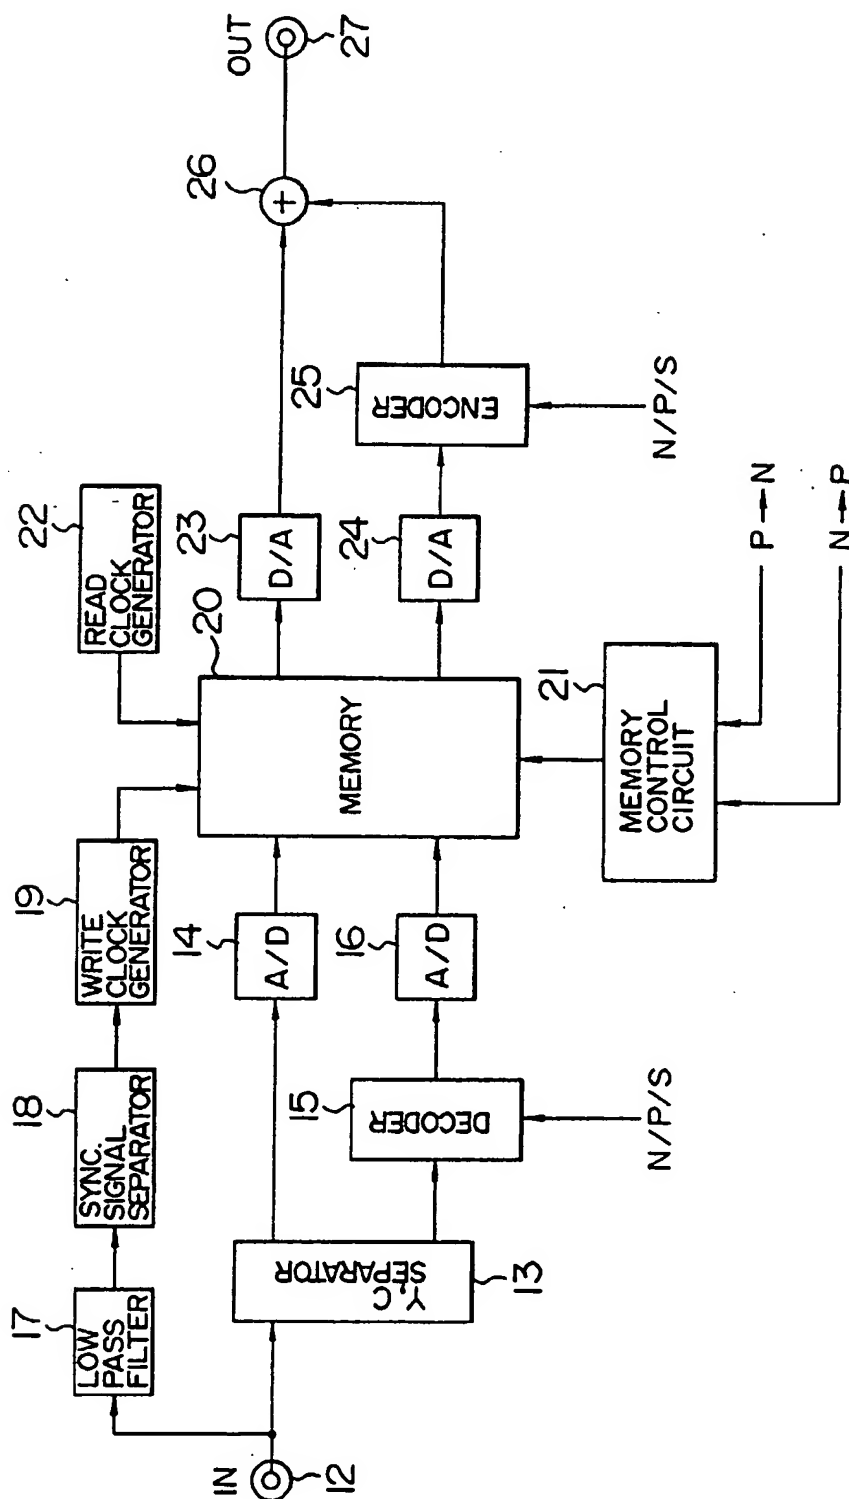 IN
12
17
LOW
PASS
FILTER
18
SYNC.
SIGNAL
SEPARATOR
19
WRITE
CLOCK
GENERATOR
22
READ
CLOCK
GENERATOR
Y,C
SEPARATOR
13
14
A/D
15
DECODER
N/P/S
16
A/D
20
MEMORY
21
MEMORY
CONTROL
CIRCUIT
P→N
N→P
23
D/A
24
D/A
25
ENCODER
N/P/S
26
+
OUT
27